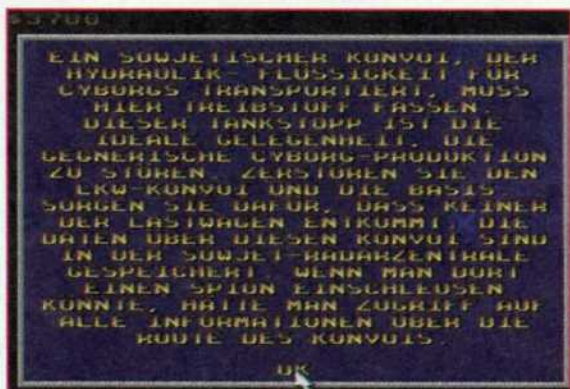 $3700
EIN SOWJETISCHER KONVOI, DER
HYDRAULIK- FLÜSSIGKEIT FÜR
CYBORGS TRANSPORTIERT, MUSS
HIER TREIBSTOFF FASSEN.
DIESER TANKSTOPP IST DIE
IDEALE GELEGENHEIT, DIE
GEGNERISCHE CYBORG-PRODUKTION
ZU STÖREN. ZERSTÖREN SIE DEN
LKW-KONVOI UND DIE BASIS
SORGEN SIE DAFÜR, DASS KEINER
DER LASTWAGEN ENTKOMMT. DIE
DATEN ÜBER DIESEN KONVOI SIND
IN DER SOWJET-RADARZENTRALE
GESPEICHERT. WENN MAN DORT
EINEN SPION EINSCHLEUSEN
KÖNNTE, HÄTTE MAN ZUGRIFF AUF
ALLE INFORMATIONEN ÜBER DIE
ROUTE DES KONVOIS.
OK